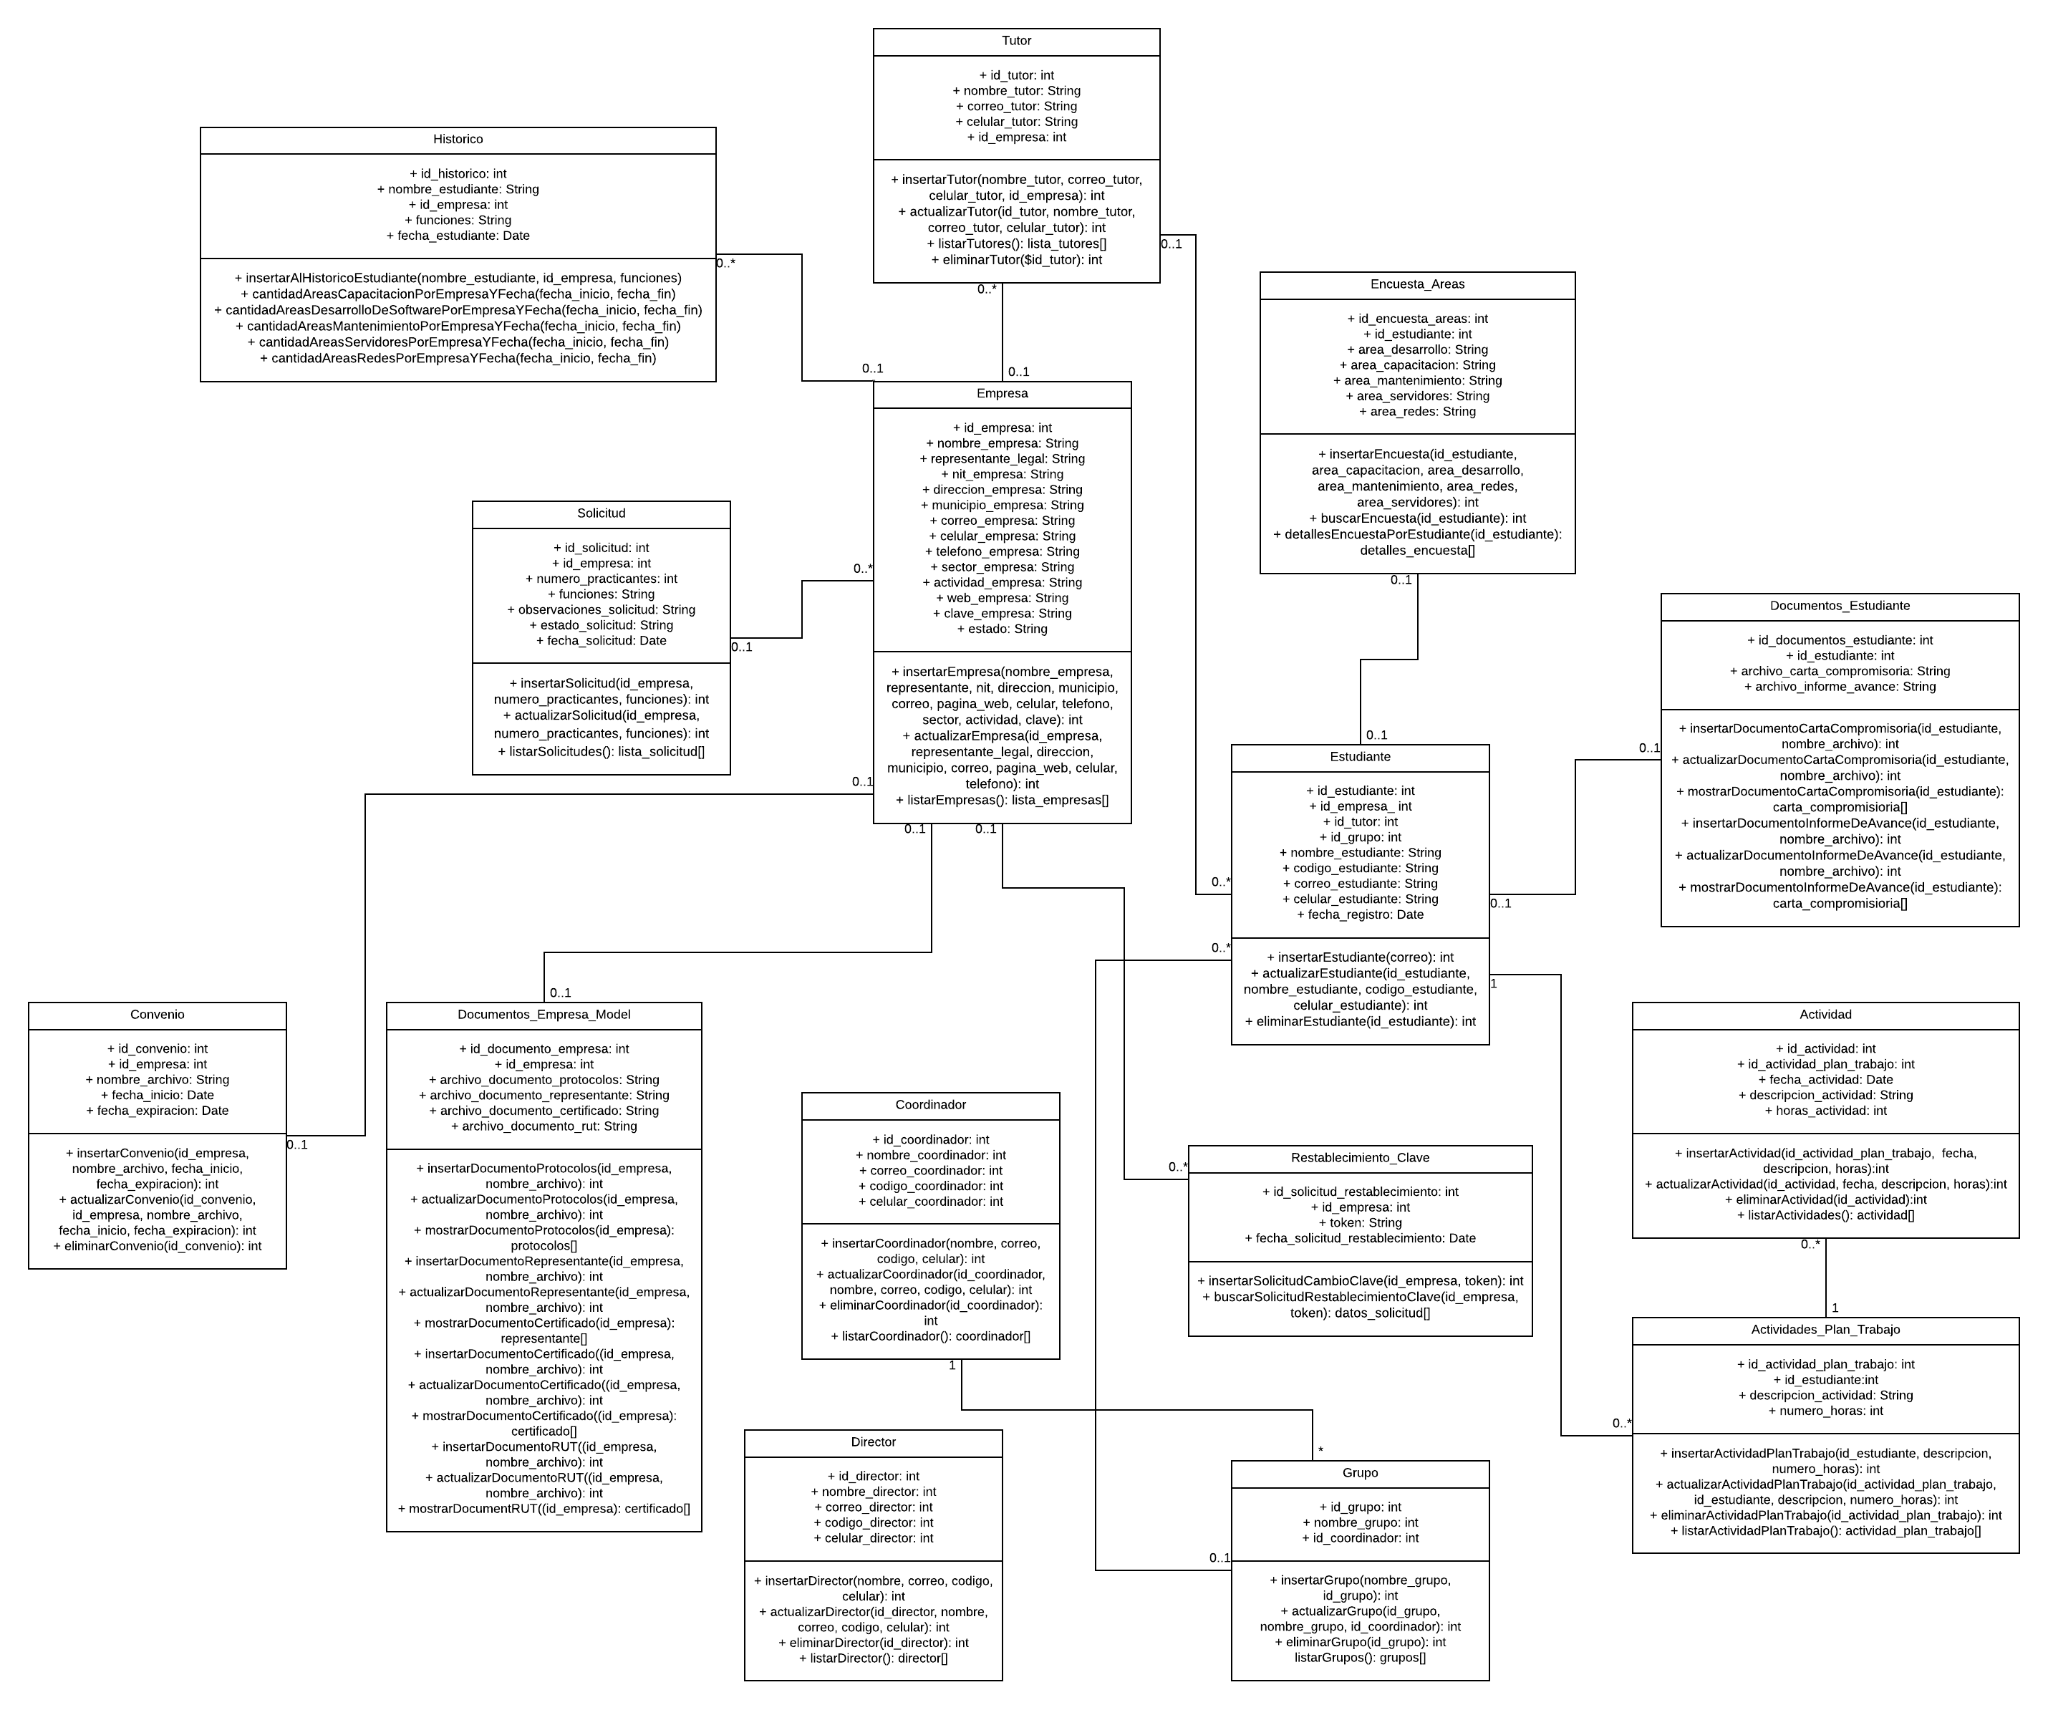 Tutor
+ id_tutor: int
+ nombre_tutor: String
+ correo_tutor: String
+ celular_tutor: String
+ id_empresa: int
+ insertarTutor(nombre_tutor, correo_tutor,
celular_tutor, id_empresa): int
+ actualizarTutor(id_tutor, nombre_tutor,
correo_tutor, celular_tutor): int
+ listarTutores(): lista_tutores[]
+ eliminarTutor($id_tutor): int
0..1
0..*
Historico
+ id_historico: int
+ nombre_estudiante: String
+ id_empresa: int
+ funciones: String
+ fecha_estudiante: Date
+ insertarAlHistoricoEstudiante(nombre_estudiante, id_empresa, funciones)
+ cantidadAreasCapacitacionPorEmpresaYFecha(fecha_inicio, fecha_fin)
+ cantidadAreasDesarrolloDeSoftwarePorEmpresaYFecha(fecha_inicio, fecha_fin)
+ cantidadAreasMantenimientoPorEmpresaYFecha(fecha_inicio, fecha_fin)
+ cantidadAreasServidoresPorEmpresaYFecha(fecha_inicio, fecha_fin)
+ cantidadAreasRedesPorEmpresaYFecha(fecha_inicio, fecha_fin)
0..*
0..1
0..1
Empresa
+ id_empresa: int
+ nombre_empresa: String
+ representante_legal: String
+ nit_empresa: String
+ direccion_empresa: String
+ municipio_empresa: String
+ correo_empresa: String
+ celular_empresa: String
+ telefono_empresa: String
+ sector_empresa: String
+ actividad_empresa: String
+ web_empresa: String
+ clave_empresa: String
+ estado: String
+ insertarEmpresa(nombre_empresa,
representante, nit, direccion, municipio,
correo, pagina_web, celular, telefono,
sector, actividad, clave): int
+ actualizarEmpresa(id_empresa,
representante_legal, direccion,
municipio, correo, pagina_web, celular,
telefono): int
+ listarEmpresas(): lista_empresas[]
0..*
0..1
0..1
0..1
Encuesta_Areas
+ id_encuesta_areas: int
+ id_estudiante: int
+ area_desarrollo: String
+ area_capacitacion: String
+ area_mantenimiento: String
+ area_servidores: String
+ area_redes: String
+ insertarEncuesta(id_estudiante,
area_capacitacion, area_desarrollo,
area_mantenimiento, area_redes,
area_servidores): int
+ buscarEncuesta(id_estudiante): int
+ detallesEncuestaPorEstudiante(id_estudiante):
detalles_encuesta[]
0..1
Solicitud
+ id_solicitud: int
+ id_empresa: int
+ numero_practicantes: int
+ funciones: String
+ observaciones_solicitud: String
+ estado_solicitud: String
+ fecha_solicitud: Date
+ insertarSolicitud(id_empresa,
numero_practicantes, funciones): int
+ actualizarSolicitud(id_empresa,
numero_practicantes, funciones): int
+ listarSolicitudes(): lista_solicitud[]
0..1
Documentos_Estudiante
+ id_documentos_estudiante: int
+ id_estudiante: int
+ archivo_carta_compromisoria: String
+ archivo_informe_avance: String
+ insertarDocumentoCartaCompromisoria(id_estudiante,
nombre_archivo): int
+ actualizarDocumentoCartaCompromisoria(id_estudiante,
nombre_archivo): int
+ mostrarDocumentoCartaCompromisoria(id_estudiante):
carta_compromisioria[]
+ insertarDocumentoInformeDeAvance(id_estudiante,
nombre_archivo): int
+ actualizarDocumentoInformeDeAvance(id_estudiante,
nombre_archivo): int
+ mostrarDocumentoInformeDeAvance(id_estudiante):
carta_compromisioria[]
0..1
0..1
Estudiante
+ id_estudiante: int
+ id_empresa_ int
+ id_tutor: int
+ id_grupo: int
+ nombre_estudiante: String
+ codigo_estudiante: String
+ correo_estudiante: String
+ celular_estudiante: String
+ fecha_registro: Date
+ insertarEstudiante(correo): int
+ actualizarEstudiante(id_estudiante,
nombre_estudiante, codigo_estudiante,
celular_estudiante): int
+ eliminarEstudiante(id_estudiante): int
0..*
0..1
0..*
1
Convenio
+ id_convenio: int
+ id_empresa: int
+ nombre_archivo: String
+ fecha_inicio: Date
+ fecha_expiracion: Date
+ insertarConvenio(id_empresa,
nombre_archivo, fecha_inicio,
fecha_expiracion): int
+ actualizarConvenio(id_convenio,
id_empresa, nombre_archivo,
fecha_inicio, fecha_expiracion): int
+ eliminarConvenio(id_convenio): int
0..1
0..1
Documentos_Empresa_Model
+ id_documento_empresa: int
+ id_empresa: int
+ archivo_documento_protocolos: String
+ archivo_documento_representante: String
+ archivo_documento_certificado: String
+ archivo_documento_rut: String
+ insertarDocumentoProtocolos(id_empresa,
nombre_archivo): int
+ actualizarDocumentoProtocolos(id_empresa,
nombre_archivo): int
+ mostrarDocumentoProtocolos(id_empresa):
protocolos[]
+ insertarDocumentoRepresentante(id_empresa,
nombre_archivo): int
+ actualizarDocumentoRepresentante(id_empresa,
nombre_archivo): int
+ mostrarDocumentoCertificado(id_empresa):
representante[]
+ insertarDocumentoCertificado((id_empresa,
nombre_archivo): int
+ actualizarDocumentoCertificado((id_empresa,
nombre_archivo): int
+ mostrarDocumentoCertificado((id_empresa):
certificado[]
+ insertarDocumentoRUT((id_empresa,
nombre_archivo): int
+ actualizarDocumentoRUT((id_empresa,
nombre_archivo): int
+ mostrarDocumentRUT((id_empresa): certificado[]
Coordinador
+ id_coordinador: int
+ nombre_coordinador: int
+ correo_coordinador: int
+ codigo_coordinador: int
+ celular_coordinador: int
+ insertarCoordinador(nombre, correo,
codigo, celular): int
+ actualizarCoordinador(id_coordinador,
nombre, correo, codigo, celular): int
+ eliminarCoordinador(id_coordinador):
int
+ listarCoordinador(): coordinador[]
1
0..*
Restablecimiento_Clave
+ id_solicitud_restablecimiento: int
+ id_empresa: int
+ token: String
+ fecha_solicitud_restablecimiento: Date
+ insertarSolicitudCambioClave(id_empresa, token): int
+ buscarSolicitudRestablecimientoClave(id_empresa,
token): datos_solicitud[]
Actividad
+ id_actividad: int
+ id_actividad_plan_trabajo: int
+ fecha_actividad: Date
+ descripcion_actividad: String
+ horas_actividad: int
+ insertarActividad(id_actividad_plan_trabajo, fecha,
descripcion, horas):int
+ actualizarActividad(id_actividad, fecha, descripcion, horas):int
+ eliminarActividad(id_actividad):int
+ listarActividades(): actividad[]
0..*
1
Actividades_Plan_Trabajo
+ id_actividad_plan_trabajo: int
+ id_estudiante:int
+ descripcion_actividad: String
+ numero_horas: int
+ insertarActividadPlanTrabajo(id_estudiante, descripcion,
numero_horas): int
+ actualizarActividadPlanTrabajo(id_actividad_plan_trabajo,
id_estudiante, descripcion, numero_horas): int
+ eliminarActividadPlanTrabajo(id_actividad_plan_trabajo): int
+ listarActividadPlanTrabajo(): actividad_plan_trabajo[]
0..*
Director
+ id_director: int
+ nombre_director: int
+ correo_director: int
+ codigo_director: int
+ celular_director: int
+ insertarDirector(nombre, correo, codigo,
celular): int
+ actualizarDirector(id_director, nombre,
correo, codigo, celular): int
+ eliminarDirector(id_director): int
+ listarDirector(): director[]
*
Grupo
+ id_grupo: int
+ nombre_grupo: int
+ id_coordinador: int
+ insertarGrupo(nombre_grupo,
id_grupo): int
+ actualizarGrupo(id_grupo,
nombre_grupo, id_coordinador): int
+ eliminarGrupo(id_grupo): int
listarGrupos(): grupos[]
0..1